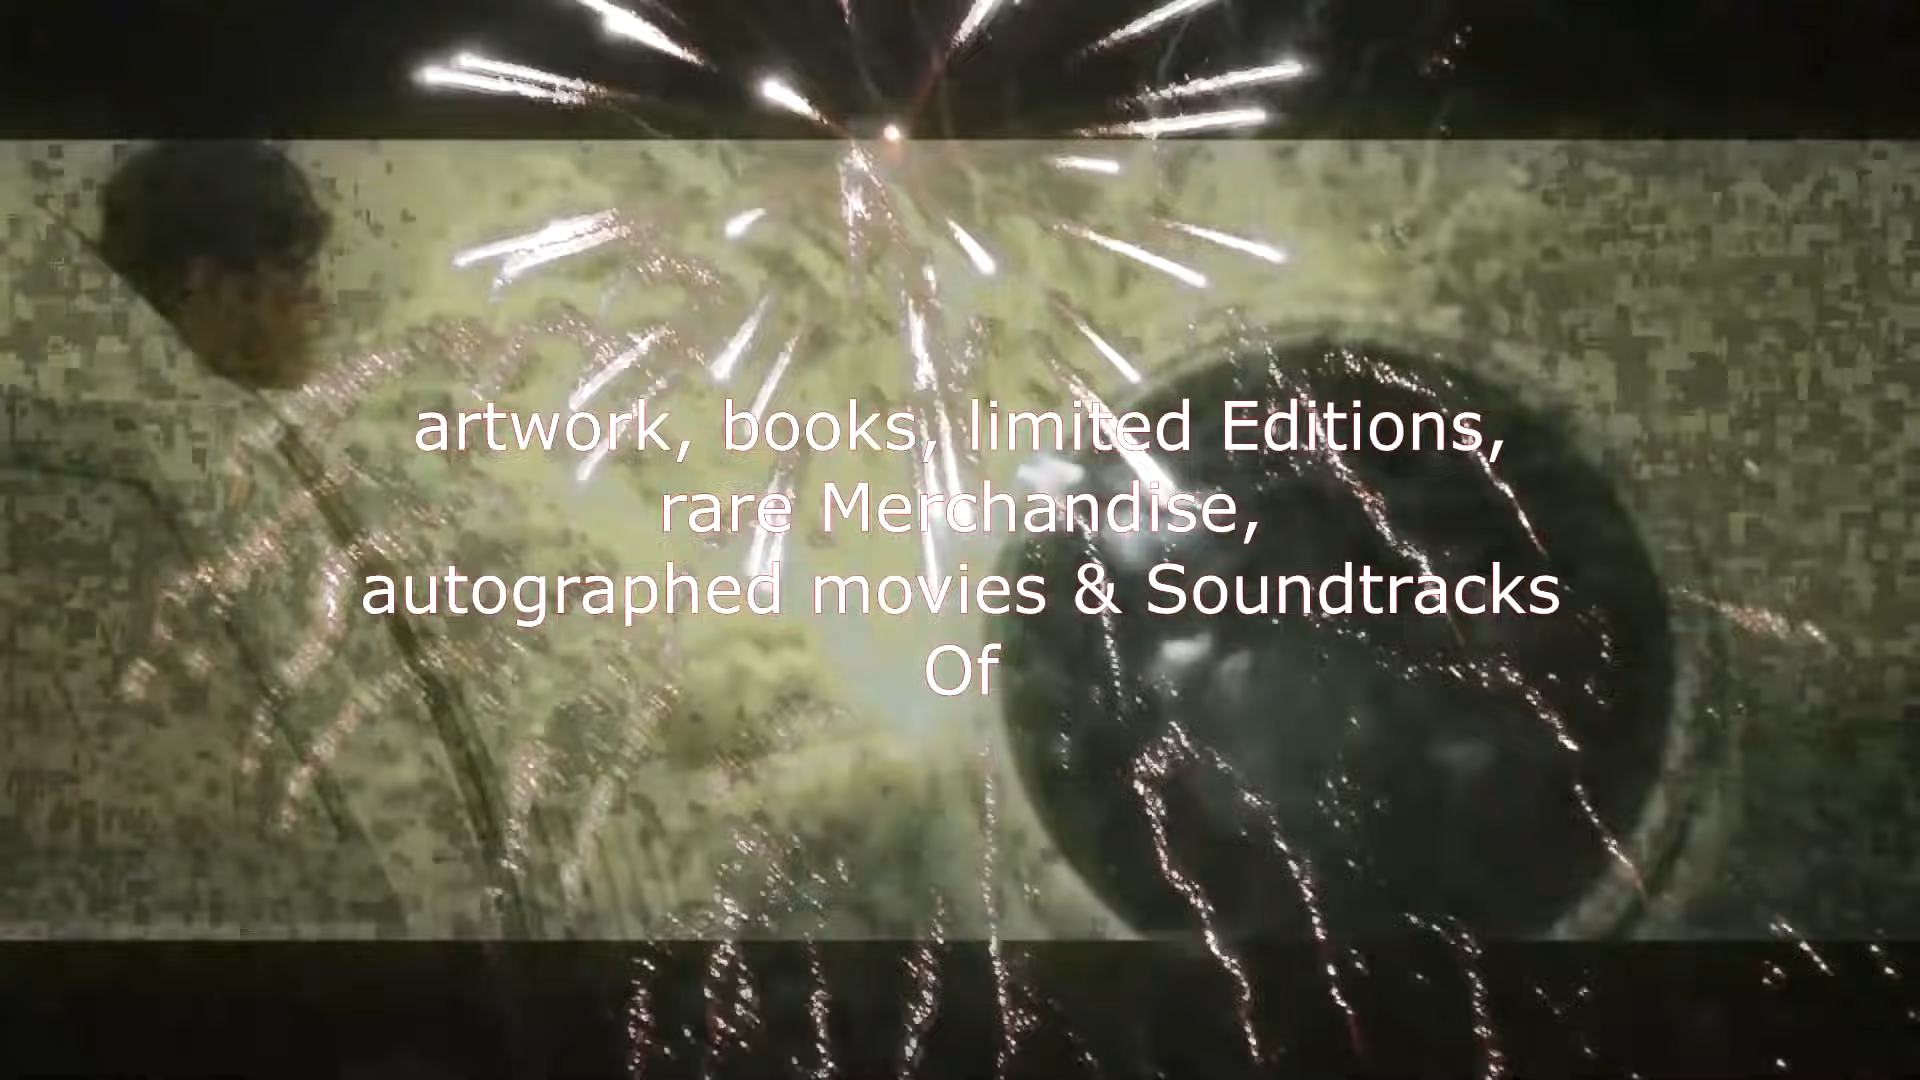 artwork, books, limited Editions,
rare Merchandise,
autographed movies & Soundtracks
Of